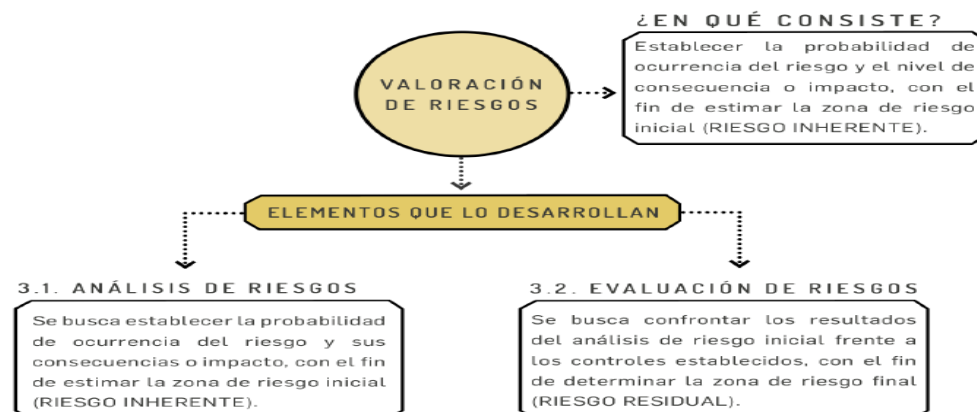 ¿EN QUÉ CONSISTE?
VALORACIÓN
DE RIESGOS
Establecer la probabilidad de
ocurrencia del riesgo y el nivel de
consecuencia o impacto, con el
fin de estimar la zona de riesgo
inicial (RIESGO INHERENTE).
ELEMENTOS QUE LO DESARROLLAN
3.1. ANÁLISIS DE RIESGOS
Se busca establecer la probabilidad
de ocurrencia del riesgo y sus
consecuencias o impacto, con el fin
de estimar la zona de riesgo inicial
(RIESGO INHERENTE).
3.2. EVALUACIÓN DE RIESGOS
Se busca confrontar los resultados
del análisis de riesgo inicial frente a
los controles establecidos, con el fin
de determinar la zona de riesgo final
(RIESGO RESIDUAL).